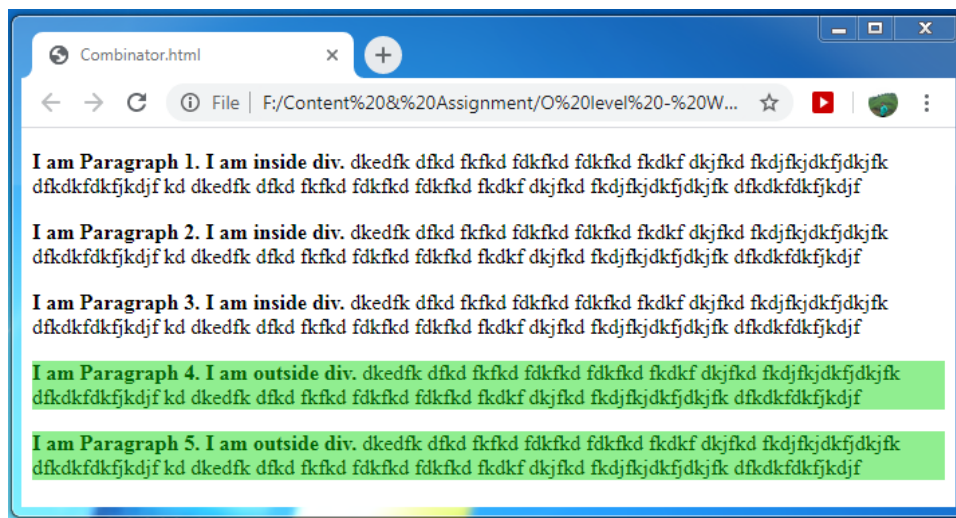 Combinator.html
File F:/Content%20&%20Assignment/O%20level%20-%20W...
I am Paragraph 1. I am inside div. dkedfk dfkd fkfkd fdkfkd fdkfkd fkdkf dkjfkd fkdjfkjdkfjdkjfk
dfkdkfdkfjkdjf kd dkedfk dfkd fkfkd fdkfkd fdkfkd fkdkf dkjfkd fkdjfkjdkfjdkjfk dfkdkfdkfjkdjf
I am Paragraph 2. I am inside div. dkedfk dfkd fkfkd fdkfkd fdkfkd fkdkf dkjfkd fkdjfkjdkfjdkjfk
dfkdkfdkfjkdjf kd dkedfk dfkd fkfkd fdkfkd fdkfkd fkdkf dkjfkd fkdjfkjdkfjdkjfk dfkdkfdkfjkdjf
I am Paragraph 3. I am inside div. dkedfk dfkd fkfkd fdkfkd fdkfkd fkdkf dkjfkd fkdjfkjdkfjdkjfk
dfkdkfdkfjkdjf kd dkedfk dfkd fkfkd fdkfkd fdkfkd fkdkf dkjfkd fkdjfkjdkfjdkjfk dfkdkfdkfjkdjf
I am Paragraph 4. I am outside div. dkedfk dfkd fkfkd fdkfkd fdkfkd fkdkf dkjfkd fkdjfkjdkfjdkjfk
dfkdkfdkfjkdjf kd dkedfk dfkd fkfkd fdkfkd fdkfkd fkdkf dkjfkd fkdjfkjdkfjdkjfk dfkdkfdkfjkdjf
I am Paragraph 5. I am outside div. dkedfk dfkd fkfkd fdkfkd fdkfkd fkdkf dkjfkd fkdjfkjdkfjdkjfk
dfkdkfdkfjkdjf kd dkedfk dfkd fkfkd fdkfkd fdkfkd fkdkf dkjfkd fkdjfkjdkfjdkjfk dfkdkfdkfjkdjf